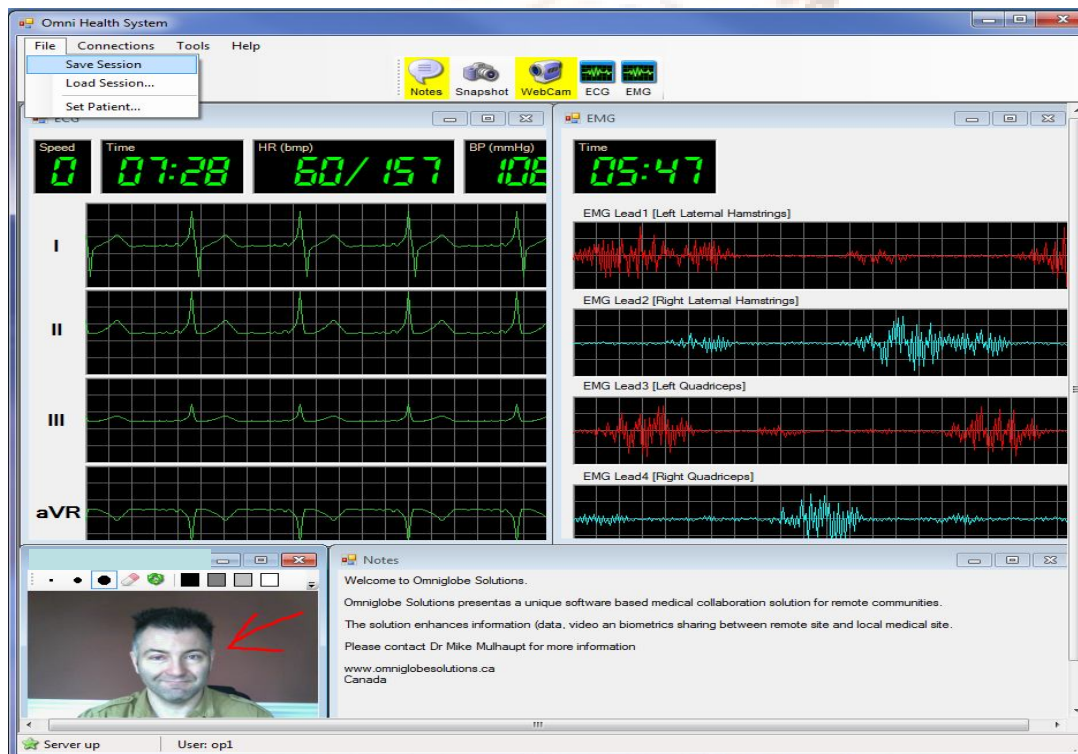 Omni Health System
File Connections Tools Help
Save Session
Load Session...
Set Patient...
Notes Snapshot WebCam ECG EMG
ECG
Speed Time HR (bmp) BP (mmHg)
0 07:28 60/157 108
I
II
III
aVR
EMG
Time
05:47
EMG Lead1 [Left Laternal Hamstrings]
EMG Lead2 [Right Laternal Hamstrings]
EMG Lead3 [Left Quadriceps]
EMG Lead4 [Right Quadriceps]
Notes
Welcome to Omniglobe Solutions.
Omniglobe Solutions presentas a unique software based medical collaboration solution for remote communities.
The solution enhances information (data, video an biometrics sharing between remote site and local medical site.
Please contact Dr Mike Mulhaupt for more information
www.omniglobesolutions.ca
Canada
Server up User: op1